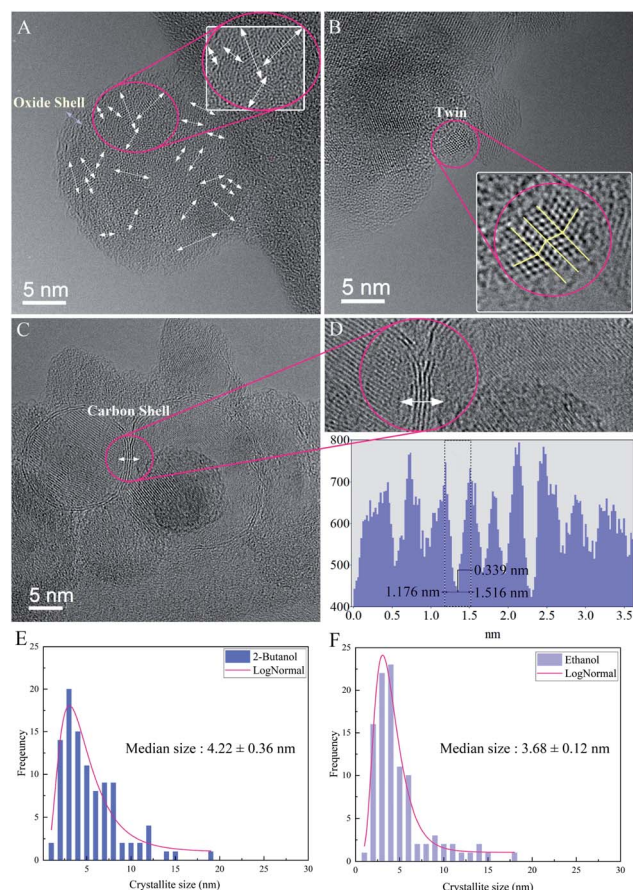 A
Oxide Shell
5 nm
B
Twin
5 nm
C
Carbon Shell
5 nm
D
800
700
600
500
400
0.339 nm
1.176 nm
1.516 nm
0.0 0.5 1.0 1.5 2.0 2.5 3.0 3.5
nm
E
2-Butanol
LogNormal
Median size : 4.22 ± 0.36 nm
Frequency
25
20
15
10
5
0
5 10 15 20 25 30
Crystallite size (nm)
F
Ethanol
LogNormal
Median size : 3.68 ± 0.12 nm
Frequency
25
20
15
10
5
0
0 5 10 15 20 25 30
Crystallite size (nm)